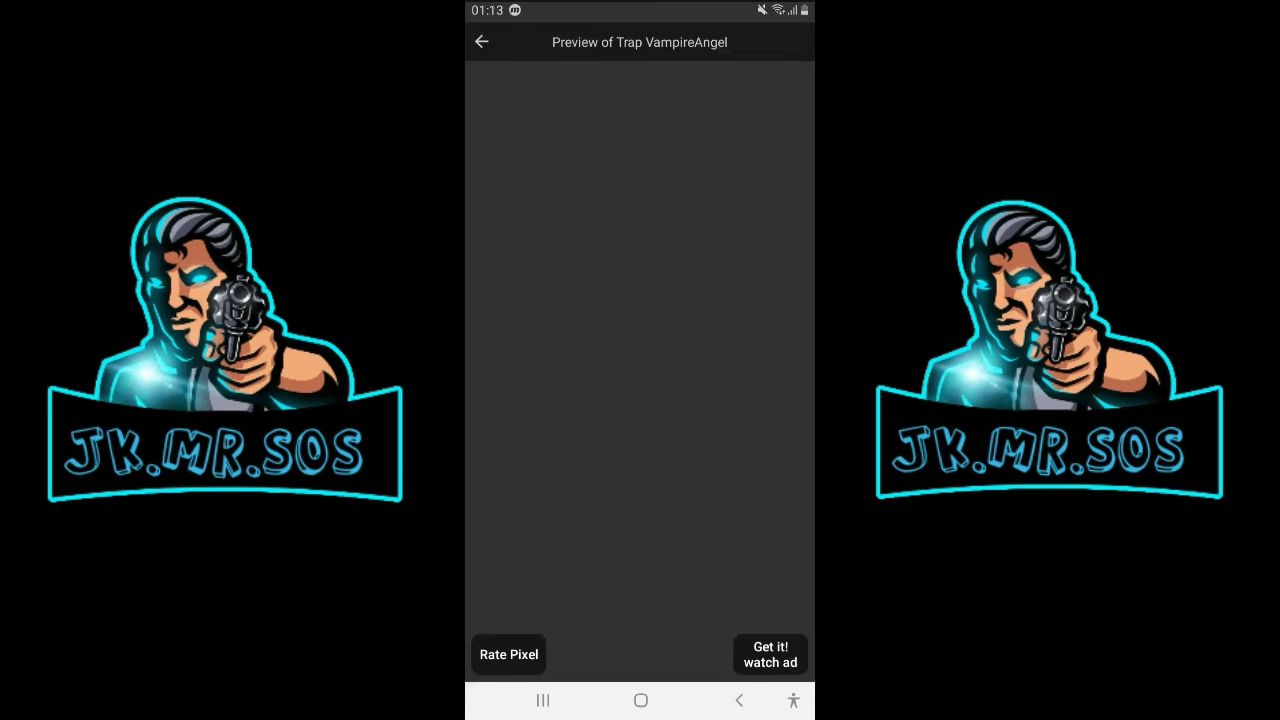 01:13
Preview of Trap VampireAngel
JK.MR.SOS
JK.MR.SOS
Rate Pixel
Get it!
watch ad